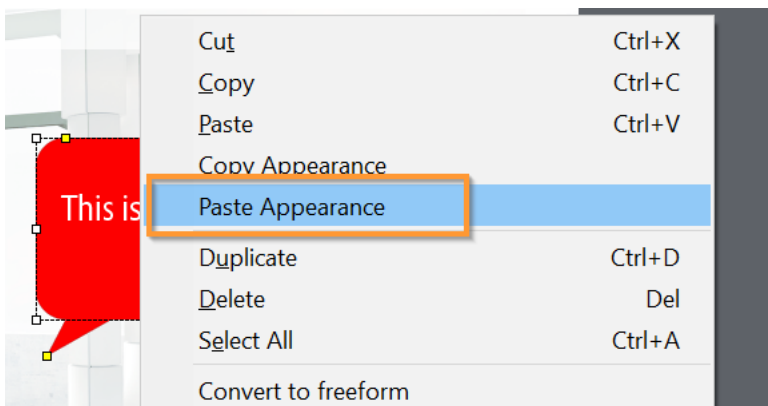 Cut Ctrl+X
Copy Ctrl+C
Paste Ctrl+V
Copy Appearance
This is
Paste Appearance
Duplicate Ctrl+D
Delete Del
Select All Ctrl+A
Convert to freeform